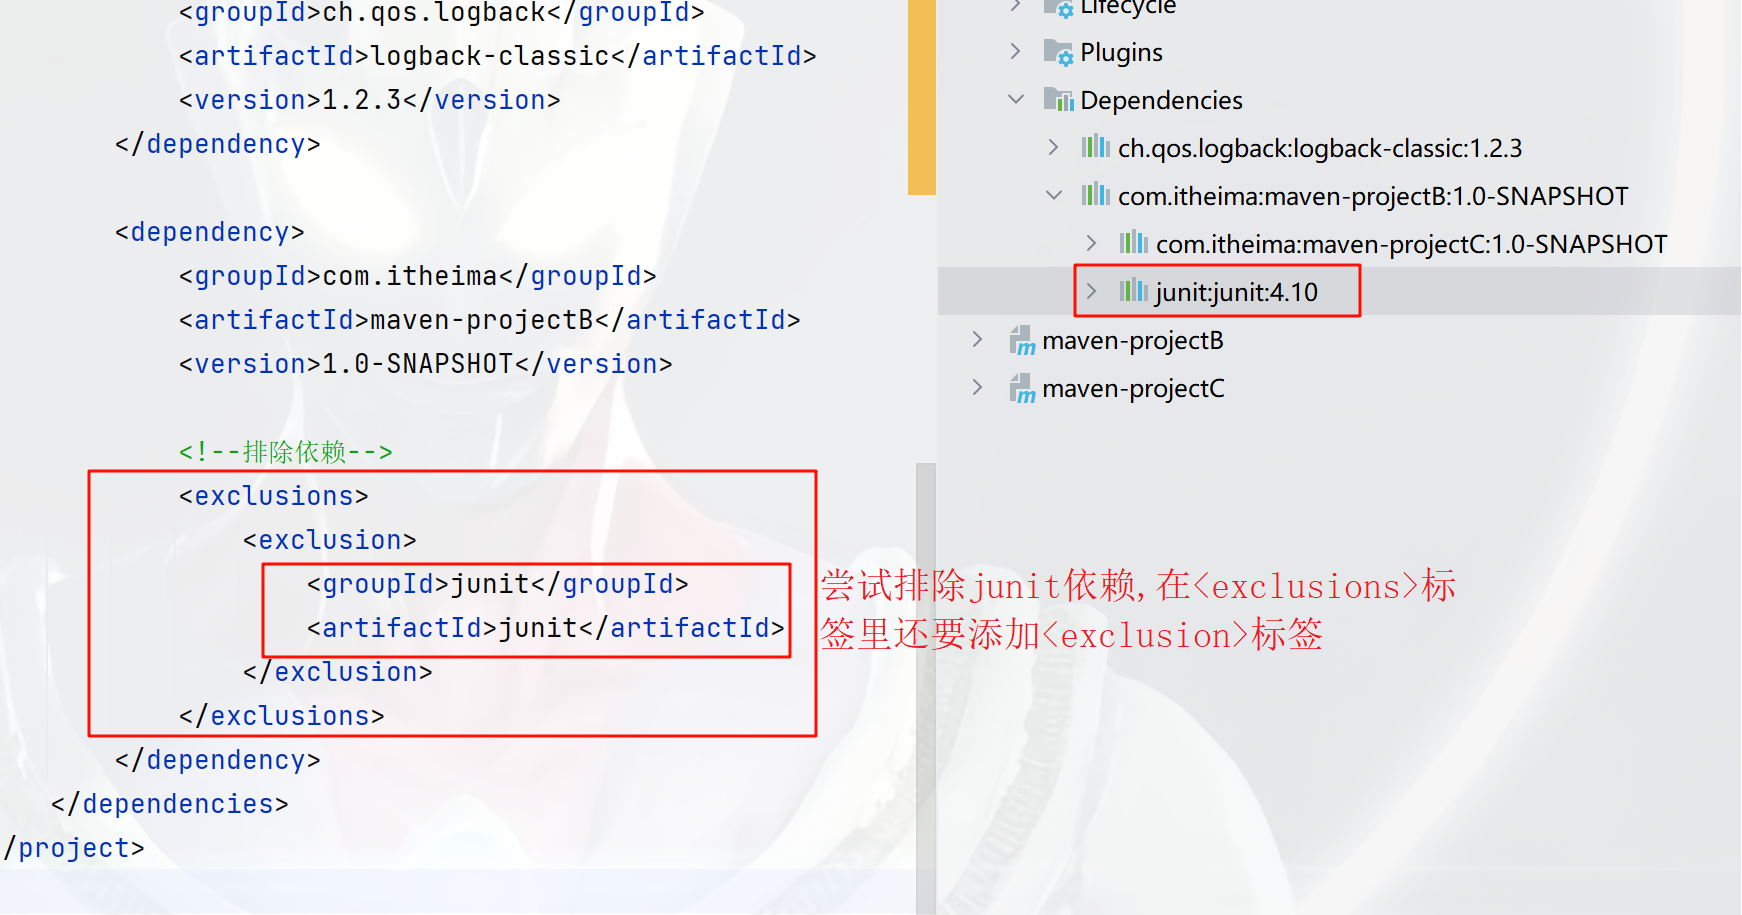 <groupId>ch.qos.logback</groupId>
<artifactId>logback-classic</artifactId>
<version>1.2.3</version>
</dependency>
<dependency>
<groupId>com.itheima</groupId>
<artifactId>maven-projectB</artifactId>
<version>1.0-SNAPSHOT</version>
<!--排除依赖-->
<exclusions>
<exclusion>
<groupId>junit</groupId>
<artifactId>junit</artifactId>
</exclusion>
</exclusions>
</dependency>
</dependencies>
/project>
尝试排除junit依赖,在<exclusions>标
签里还要添加<exclusion>标签
Lifecycle
Plugins
Dependencies
ch.qos.logback:logback-classic:1.2.3
com.itheima:maven-projectB:1.0-SNAPSHOT
com.itheima:maven-projectC:1.0-SNAPSHOT
junit:junit:4.10
maven-projectB
maven-projectC